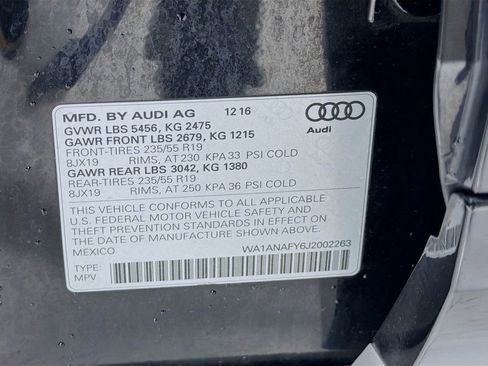 MFD. BY AUDI AG 12 16
GVWR LBS 5456, KG 2475
GAWR FRONT LBS 2679, KG 1215
FRONT-TIRES 235/55 R19
8JX19 RIMS, AT 230 KPA 33 PSI COLD
GAWR REAR LBS 3042, KG 1380
REAR-TIRES 235/55 R19
8JX19 RIMS, AT 250 KPA 36 PSI COLD
Audi
THIS VEHICLE CONFORMS TO ALL APPLICABLE
U.S. FEDERAL MOTOR VEHICLE SAFETY AND
THEFT PREVENTION STANDARDS IN EFFECT ON
THE DATE OF MANUFACTURE SHOWN ABOVE.
MEXICO WA1ANAFY6J2002263
TYPE:
MPV